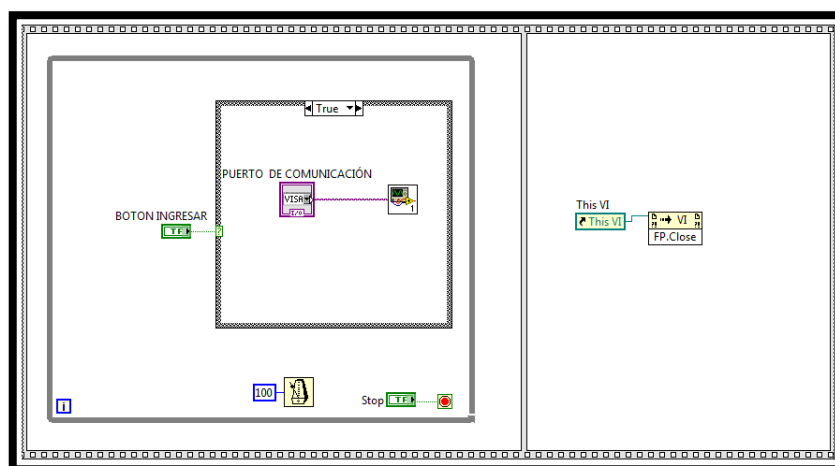 True
PUERTO DE COMUNICACIÓN
VISA
I/O
1
BOTON INGRESAR
TF
?
This VI
This VI
VI
FP.Close
100
Stop
TF
i